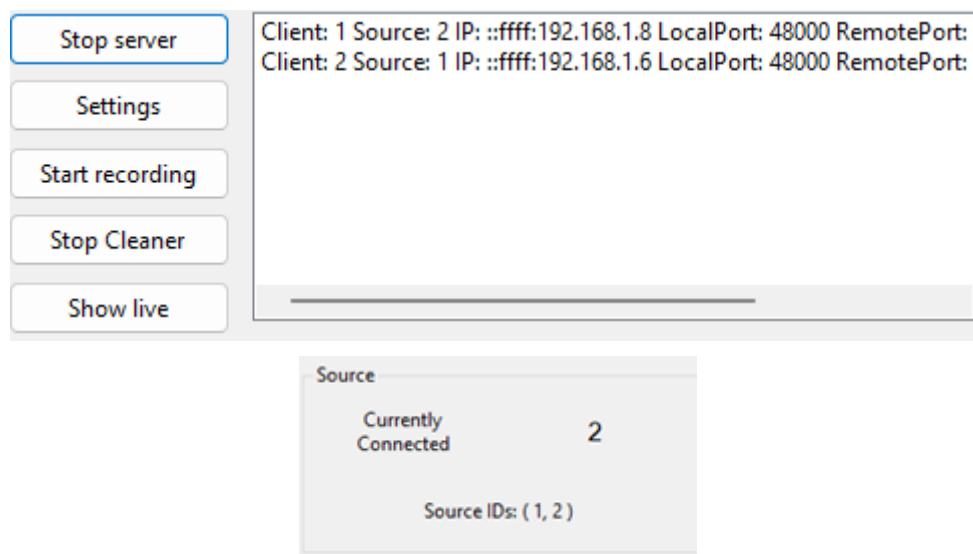 Stop server
Settings
Start recording
Stop Cleaner
Show live
Client: 1 Source: 2 IP: ::ffff:192.168.1.8 LocalPort: 48000 RemotePort:
Client: 2 Source: 1 IP: ::ffff:192.168.1.6 LocalPort: 48000 RemotePort:
Source
Currently
Connected
2
Source IDs: ( 1, 2 )